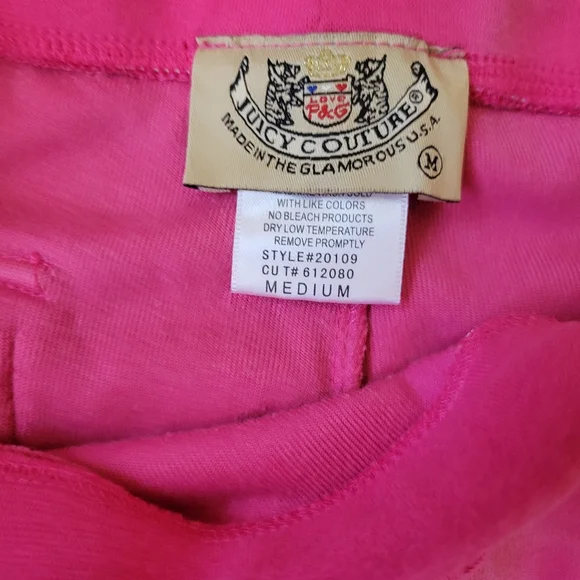 LOVE
P&G
JUICY COUTURE®
MADE IN THE GLAMOROUS U.S.A.
M
WITH LIKE COLORS
NO BLEACH PRODUCTS
DRY LOW TEMPERATURE
REMOVE PROMPTLY
STYLE#20109
CUT# 612080
MEDIUM